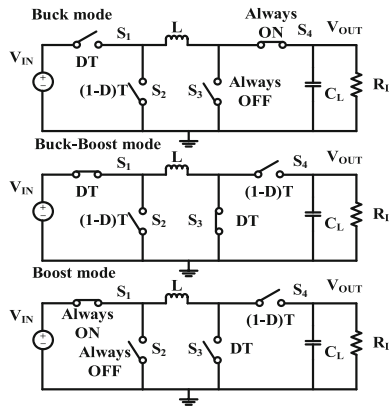 Buck mode
Always
ON
S1
L
S4
VOUT
VIN
DT
(1-D)T
S2
S3
Always
OFF
CL
RL
Buck-Boost mode
S1
L
S4
VOUT
VIN
DT
(1-D)T
(1-D)T
S2
S3
DT
CL
RL
Boost mode
S1
L
S4
VOUT
VIN
Always
ON
(1-D)T
Always
OFF
S2
S3
DT
CL
RL